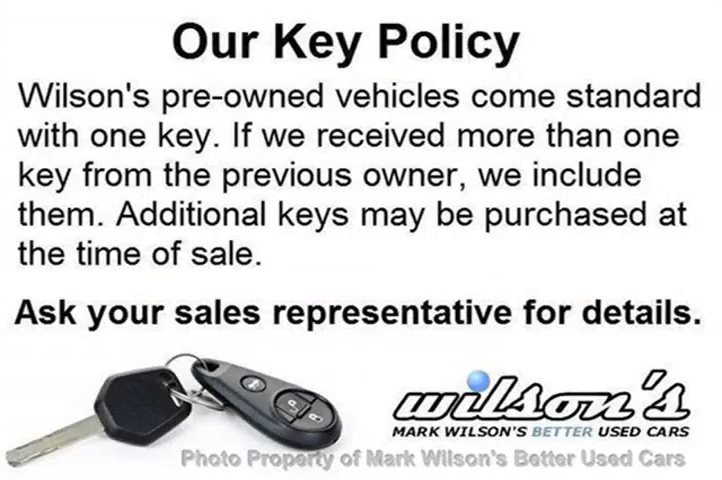 Our Key Policy
Wilson's pre-owned vehicles come standard
with one key. If we received more than one
key from the previous owner, we include
them. Additional keys may be purchased at
the time of sale.
Ask your sales representative for details.
wilson's
MARK WILSON'S BETTER USED CARS
Photo Property of Mark Wilson's Better Used Cars